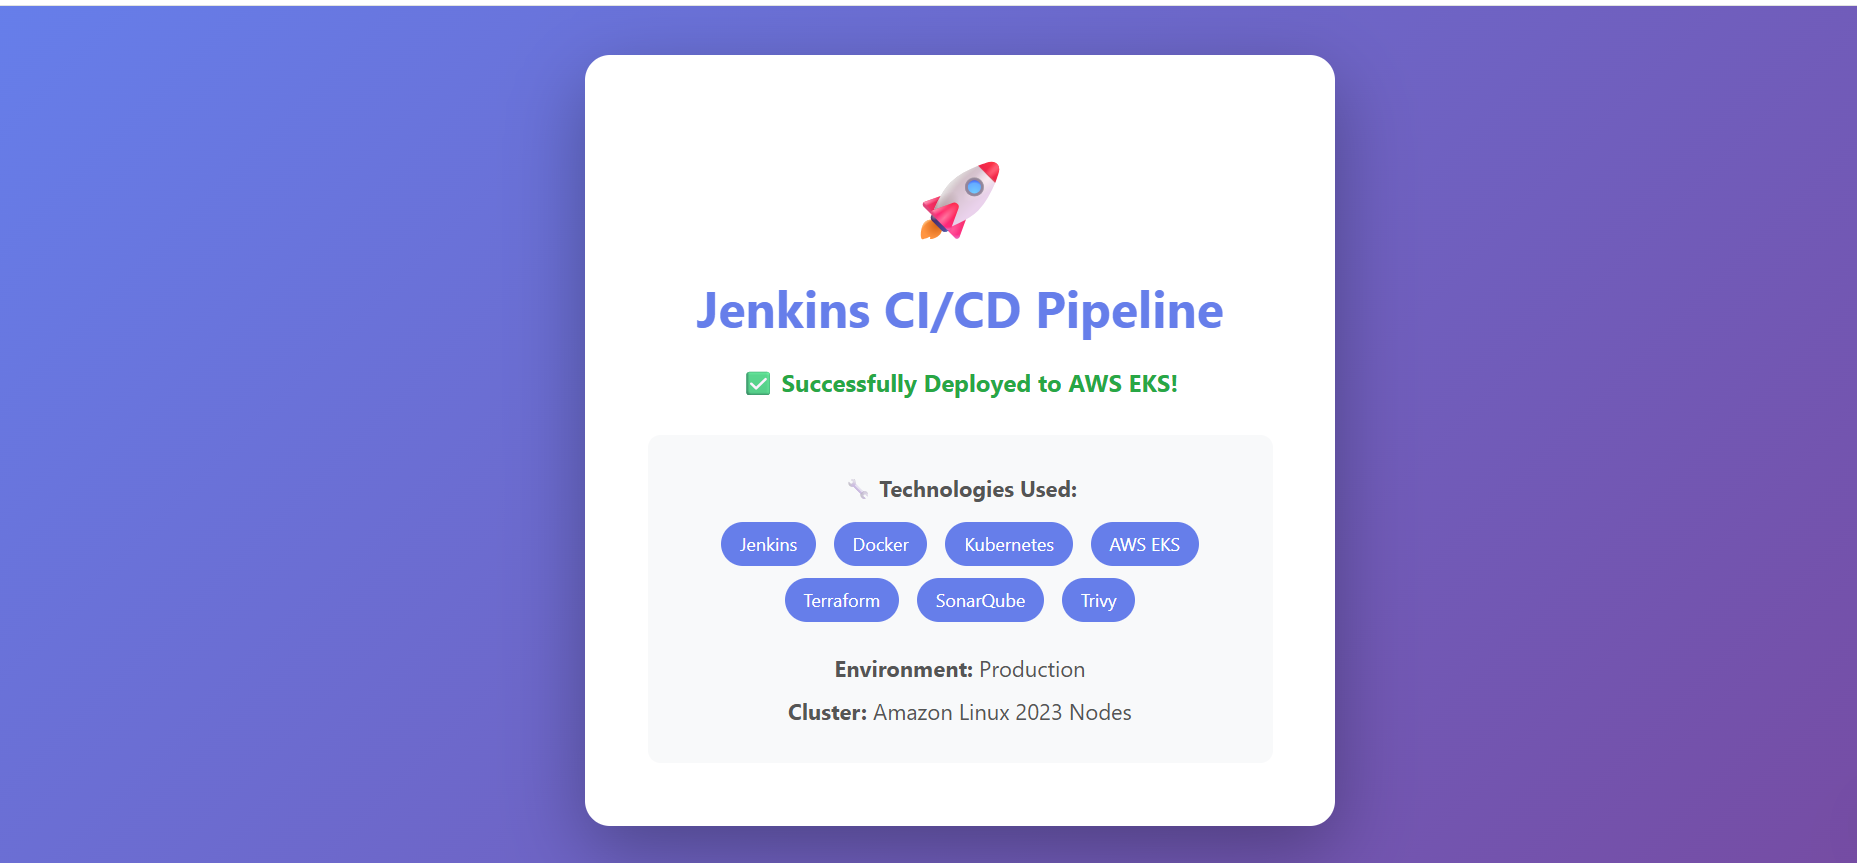 Jenkins CI/CD Pipeline
✅ Successfully Deployed to AWS EKS!
🔧 Technologies Used:
Jenkins Docker Kubernetes AWS EKS
Terraform SonarQube Trivy
Environment: Production
Cluster: Amazon Linux 2023 Nodes